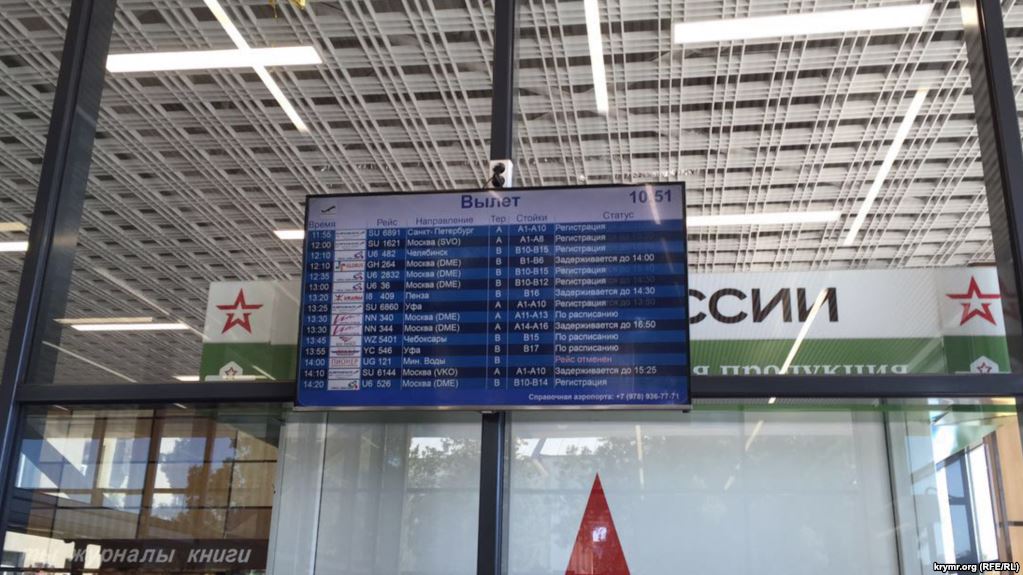 Вылет 10:51
Время Рейс Направление Тер Стойки Статус
11:55 SU 6891 Санкт-Петербург A A1-A10 Регистрация
12:00 SU 1621 Москва (SVO) A A1-A8 Регистрация
12:10 U6 482 Челябинск B B10-B15 Регистрация
12:10 GH 264 Москва (DME) B B1-B6 Задерживается до 14:00
12:35 U6 2832 Москва (DME) B B10-B15 Регистрация
13:00 U6 36 Москва (DME) B B10-B12 Регистрация
13:20 I8 409 Пенза B B16 Задерживается до 14:30
13:25 SU 6860 Уфа A A1-A10 Регистрация
13:30 NN 340 Москва (DME) A A11-A13 По расписанию
13:30 NN 344 Москва (DME) A A14-A16 Задерживается до 16:50
13:45 WZ 5401 Чебоксары B B15 По расписанию
13:55 YC 546 Уфа B B17 По расписанию
14:00 UG 121 Мин. Воды B Рейс отменен
14:10 SU 6144 Москва (VKO) A A1-A10 Задерживается до 15:25
14:20 U6 526 Москва (DME) B B10-B14 Регистрация
Справочная аэропорта: +7 (978) 936-77-71
ССИИ
я продукция
ты журналы книги
krymr.org (RFE/RL)